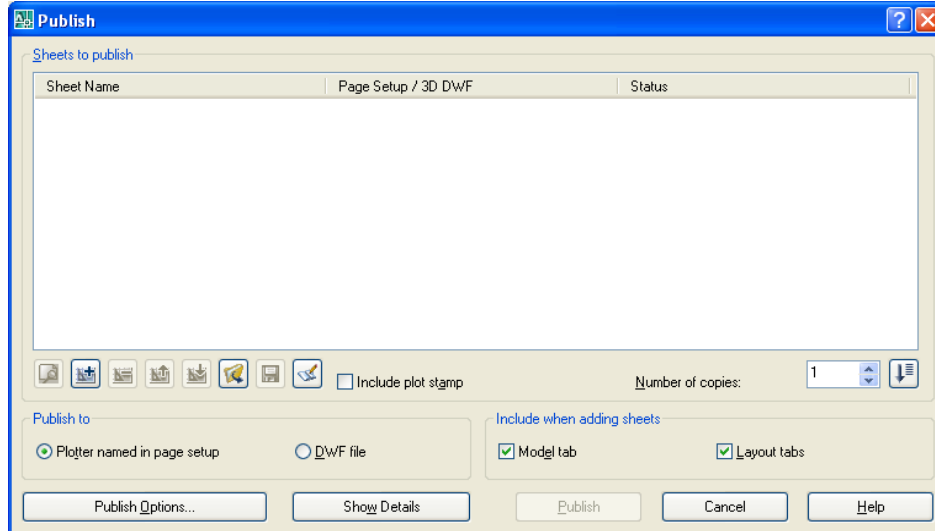 Publish
Sheets to publish
Sheet Name Page Setup / 3D DWF Status
Include plot stamp Number of copies: 1
Publish to Include when adding sheets
Plotter named in page setup DWF file Model tab Layout tabs
Publish Options... Show Details Publish Cancel Help